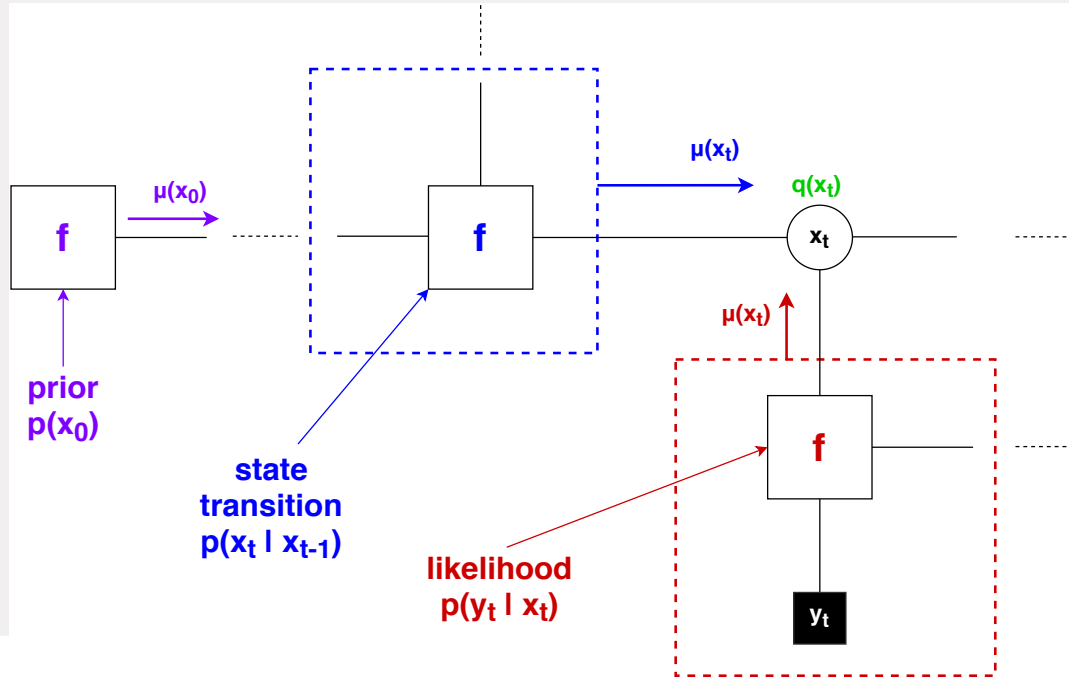 μ(x₀)
μ(xₜ)
q(xₜ)
f
f
xₜ
μ(xₜ)
prior
p(x₀)
f
state
transition
p(xₜ | xₜ₋₁)
likelihood
p(yₜ | xₜ)
yₜ